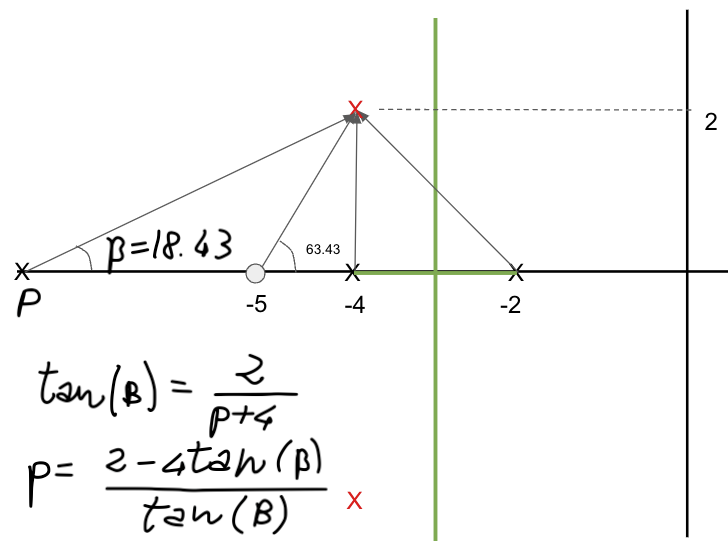 X
2
β=18.43
63.43
X
X
X
P
-5
-4
-2
tan(β) = 2/(p+4)
p = (2-4tan(β))/tan(β)
X